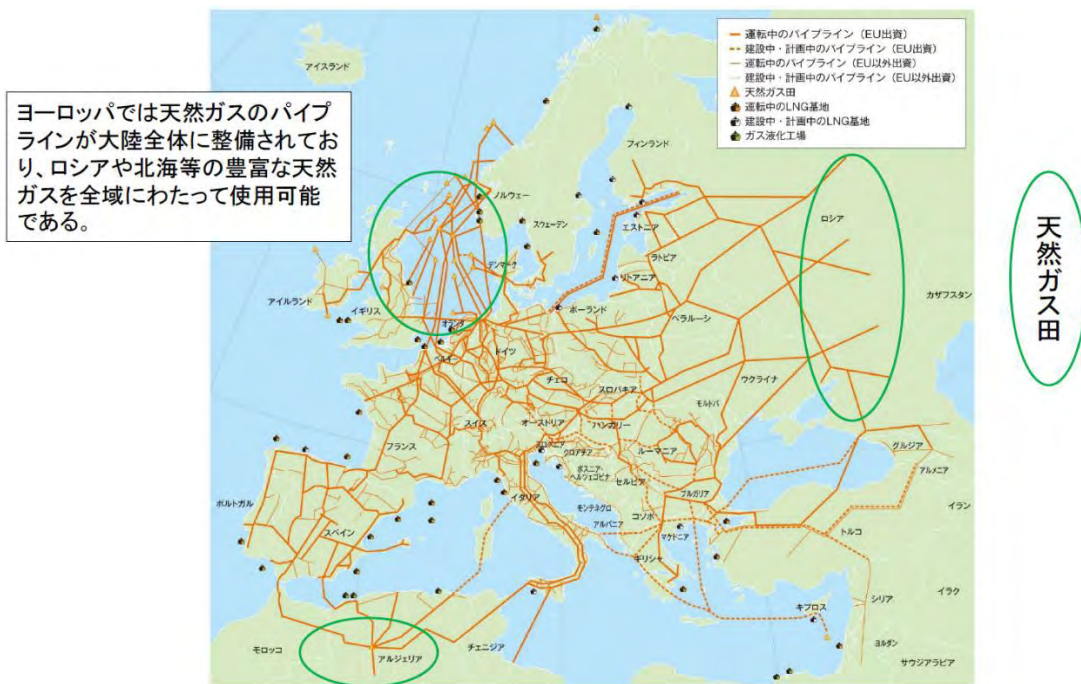 運転中のパイプライン（EU出資）
建設中・計画中のパイプライン（EU出資）
運転中のパイプライン（EU以外出資）
建設中・計画中のパイプライン（EU以外出資）
天然ガス田
運転中のLNG基地
建設中・計画中のLNG基地
ガス液化工場
ヨーロッパでは天然ガスのパイプ
ラインが大陸全体に整備されてお
り、ロシアや北海等の豊富な天然
ガスを全域にわたって使用可能
である。
天然ガス田
アイスランド
フィンランド
ノルウェー
スウェーデン
エストニア
ロシア
ラトビア
デンマーク
リトアニア
カザフスタン
アイルランド
イギリス
オランダ
ポーランド
ベラルーシ
ベルギー
ドイツ
チェコ
スロバキア
ウクライナ
モルドバ
スイス
オーストリア
ハンガリー
フランス
スロベニア
クロアチア
ルーマニア
グルジア
ボスニア・
ヘルツェゴビナ
セルビア
アルメニア
イタリア
ブルガリア
ポルトガル
モンテネグロ
コソボ
イラン
スペイン
アルバニア
マケドニア
トルコ
ギリシャ
キプロス
シリア
イラク
モロッコ
アルジェリア
チェニジア
ヨルダン
サウジアラビア